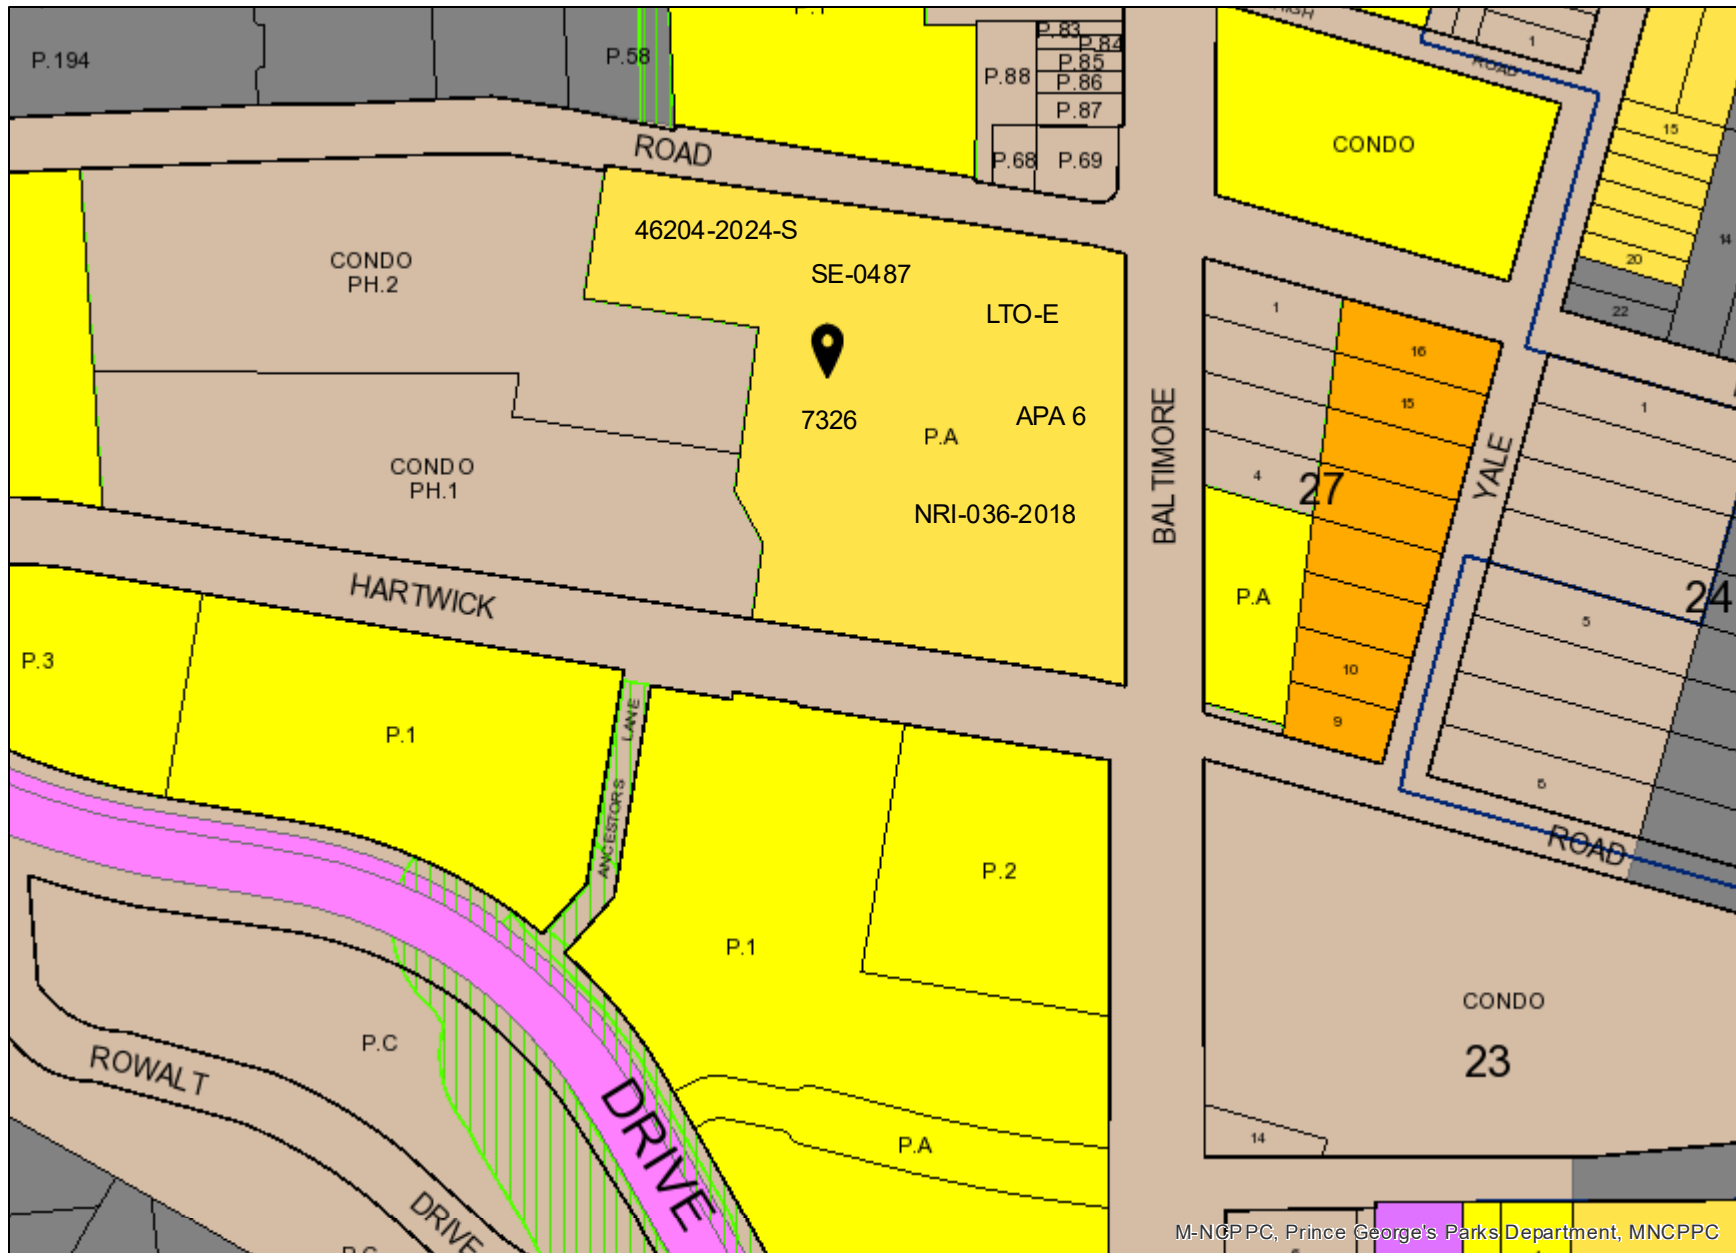 P.194
P.58
P.88
P.83
P.84
P.85
P.86
P.87
P.68
P.69
ROAD
ROAD
1
CONDO
15
14
20
22
46204-2024-S
SE-0487
LTO-E
7326
APA 6
P.A
NRI-036-2018
CONDO
PH.2
CONDO
PH.1
BALTIMORE
1
4
27
16
15
10
9
P.A
YALE
1
5
24
6
ROAD
HARTWICK
P.3
P.1
LANE
ANCESTORS
P.2
P.1
P.A
P.C
ROWALT
DRIVE
DRIVE
CONDO
23
14
M-NCPPC, Prince George's Parks Department, MNCPPC